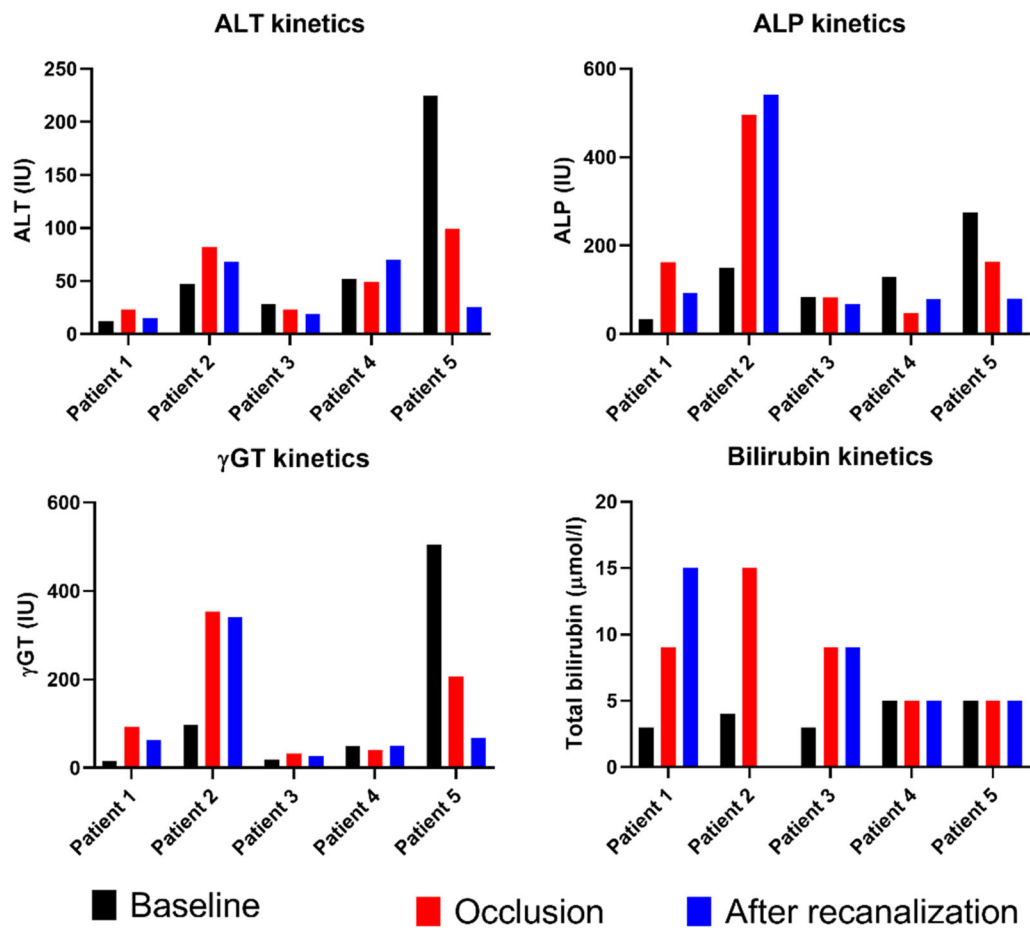 ALT kinetics
ALT (IU)
250
200
150
100
50
0
Patient 1
Patient 2
Patient 3
Patient 4
Patient 5
ALP kinetics
ALP (IU)
600
400
200
0
Patient 1
Patient 2
Patient 3
Patient 4
Patient 5
γGT kinetics
γGT (IU)
600
400
200
0
Patient 1
Patient 2
Patient 3
Patient 4
Patient 5
Bilirubin kinetics
Total bilirubin (μmol/l)
20
15
10
5
0
Patient 1
Patient 2
Patient 3
Patient 4
Patient 5
Baseline
Occlusion
After recanalization